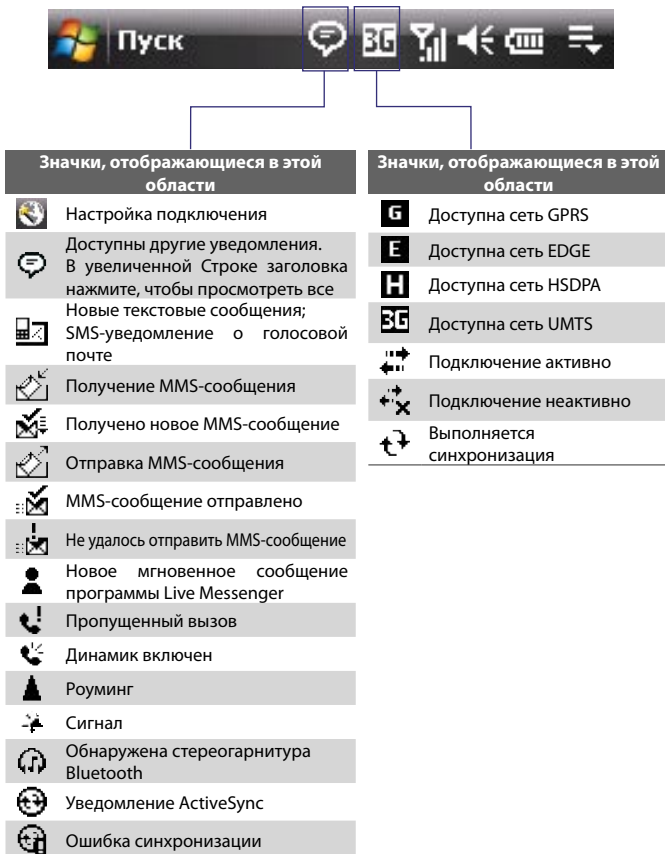 Пуск
3G
Значки, отображающиеся в этой
области
Настройка подключения
Доступны другие уведомления.
В увеличенной Строке заголовка
нажмите, чтобы просмотреть все
Новые текстовые сообщения;
SMS-уведомление о голосовой
почте
Получение MMS-сообщения
Получено новое MMS-сообщение
Отправка MMS-сообщения
MMS-сообщение отправлено
Не удалось отправить MMS-сообщение
Новое мгновенное сообщение
программы Live Messenger
Пропущенный вызов
Динамик включен
Роуминг
Сигнал
Обнаружена стереогарнитура
Bluetooth
Уведомление ActiveSync
Ошибка синхронизации
Значки, отображающиеся в этой
области
G Доступна сеть GPRS
E Доступна сеть EDGE
H Доступна сеть HSDPA
3G Доступна сеть UMTS
Подключение активно
Подключение неактивно
Выполняется
синхронизация